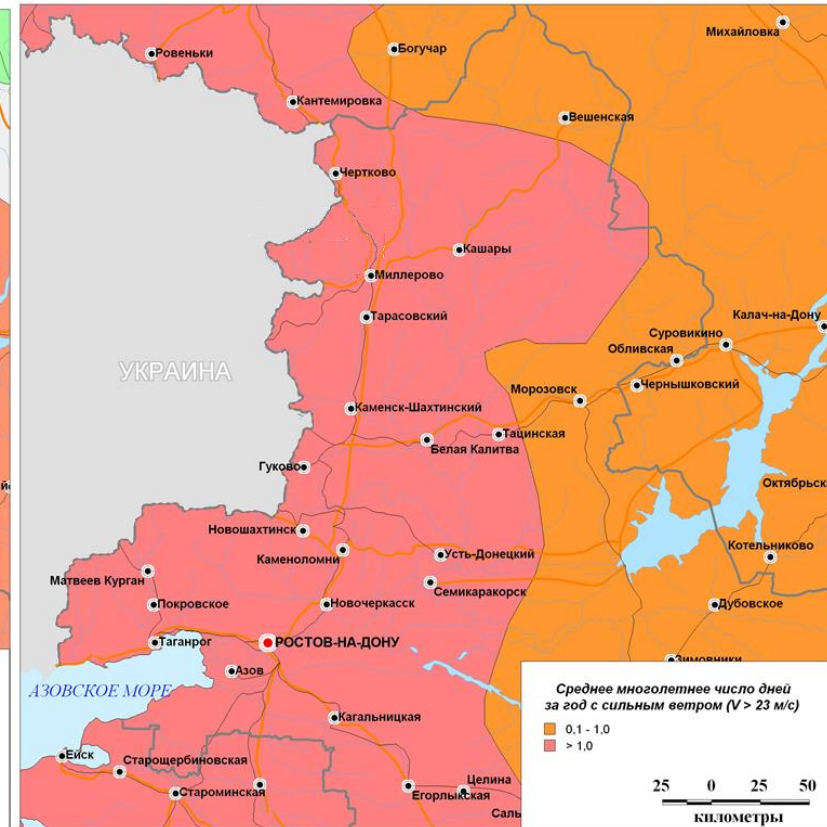 Михайловка
Богучар
Ровеньки
Кантемировка
Вешенская
Чертково
Кашары
Миллерово
Калач-на-Дону
Тарасовский
Суровикино
Обливская
УКРАИНА
Чернышковский
Морозовск
Каменск-Шахтинский
Тацинская
Белая Калитва
Гуково
Октябрьск
Новошахтинск
Котельниково
Каменоломни
Усть-Донецкий
Матвеев Курган
Семикаракорск
Покровское
Новочеркасск
Дубовское
Таганрог
РОСТОВ-НА-ДОНУ
Зимовники
Азов
АЗОВСКОЕ МОРЕ
Кагальницкая
Ейск
Старощербиновская
Целина
Староминская
Егорлыкская
Саль
Среднее многолетнее число дней
за год с сильным ветром (V > 23 м/с)
0,1 - 1,0
> 1,0
25 0 25 50
километры